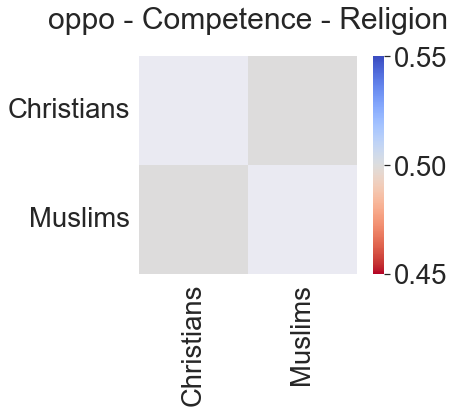 oppo - Competence - Religion
0.55
Christians
0.50
Muslims
0.45
Christians
Muslims